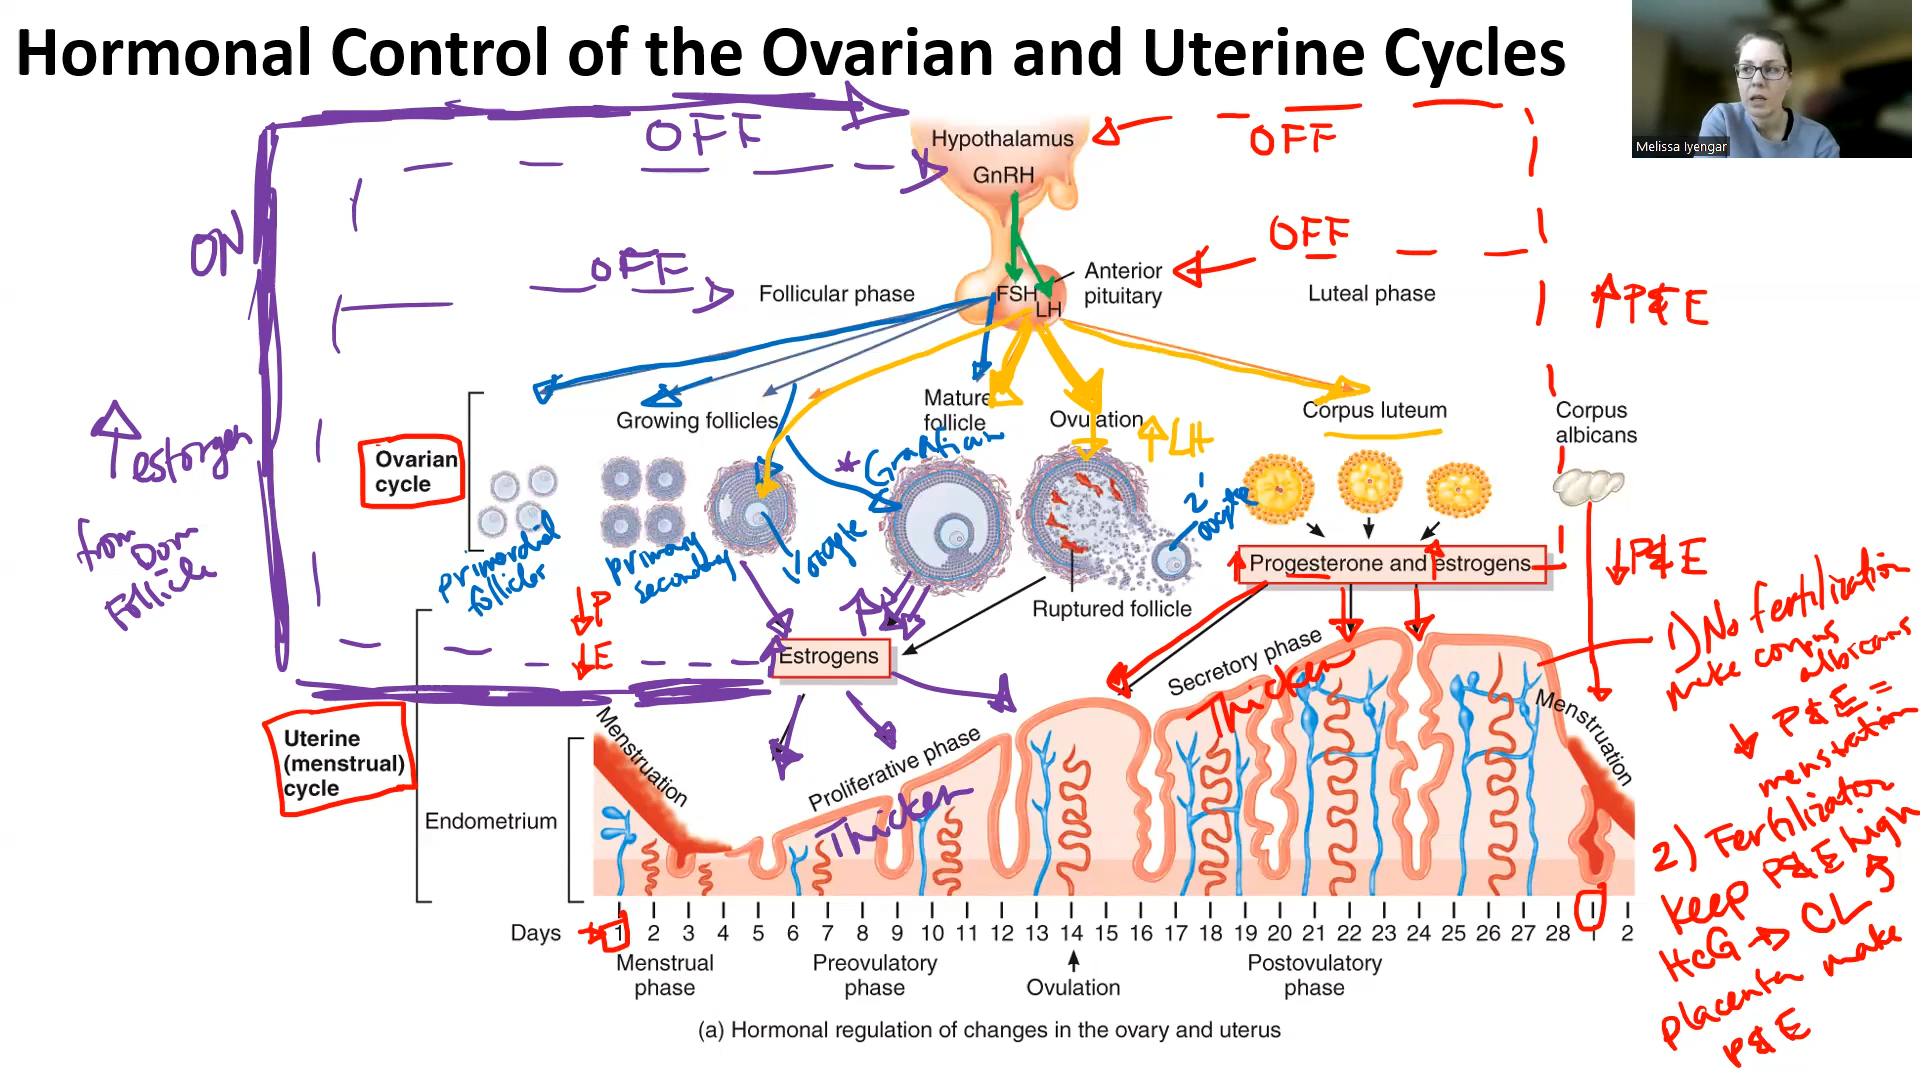 Hormonal Control of the Ovarian and Uterine Cycles
Melissa Iyengar
OFF
Hypothalamus
GnRH
OFF
ON
OFF
OFF
Follicular phase
FSH
LH
Anterior
pituitary
Luteal phase
↑P&E
↑
estorgen
from Dom
Follicle
Growing follicles
Mature
follicle
Ovulation
Corpus luteum
Corpus
albicans
↑LH
* Graafian
Ovarian
cycle
primordial
follicles
primary
secondary
1° oocyte
2°
oocyte
Ruptured follicle
Progesterone and estrogens
↓P&E
↓P
↓E
↑
Estrogens
1) No fertilization
make corpus
albicans
↓ P&E =
menstration
2) Fertilization
keep P&E high
HcG → CL
placenta make
P&E
Uterine
(menstrual)
cycle
Endometrium
Menstruation
Proliferative phase
Thicken
Secretory phase
Thicken
Menstruation
Days 1 2 3 4 5 6 7 8 9 10 11 12 13 14 15 16 17 18 19 20 21 22 23 24 25 26 27 28 1 2
Menstrual
phase
Preovulatory
phase
Ovulation
Postovulatory
phase
(a) Hormonal regulation of changes in the ovary and uterus